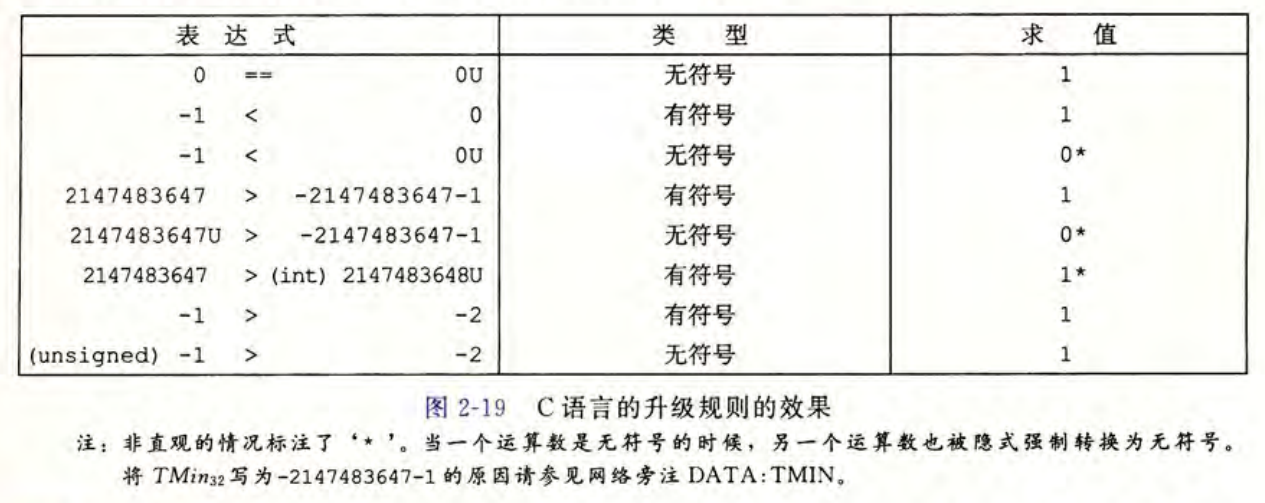 表 达 式 类 型 求 值
0 == 0U 无符号 1
-1 < 0 有符号 1
-1 < 0U 无符号 0*
2147483647 > -2147483647-1 有符号 1
2147483647U > -2147483647-1 无符号 0*
2147483647 > (int) 2147483648U 有符号 1*
-1 > -2 有符号 1
(unsigned) -1 > -2 无符号 1
图 2-19 C语言的升级规则的效果
注：非直观的情况标注了‘*’。当一个运算数是无符号的时候，另一个运算数也被隐式强制转换为无符号。
将 TMin₃₂写为-2147483647-1的原因请参见网络旁注 DATA:TMIN。